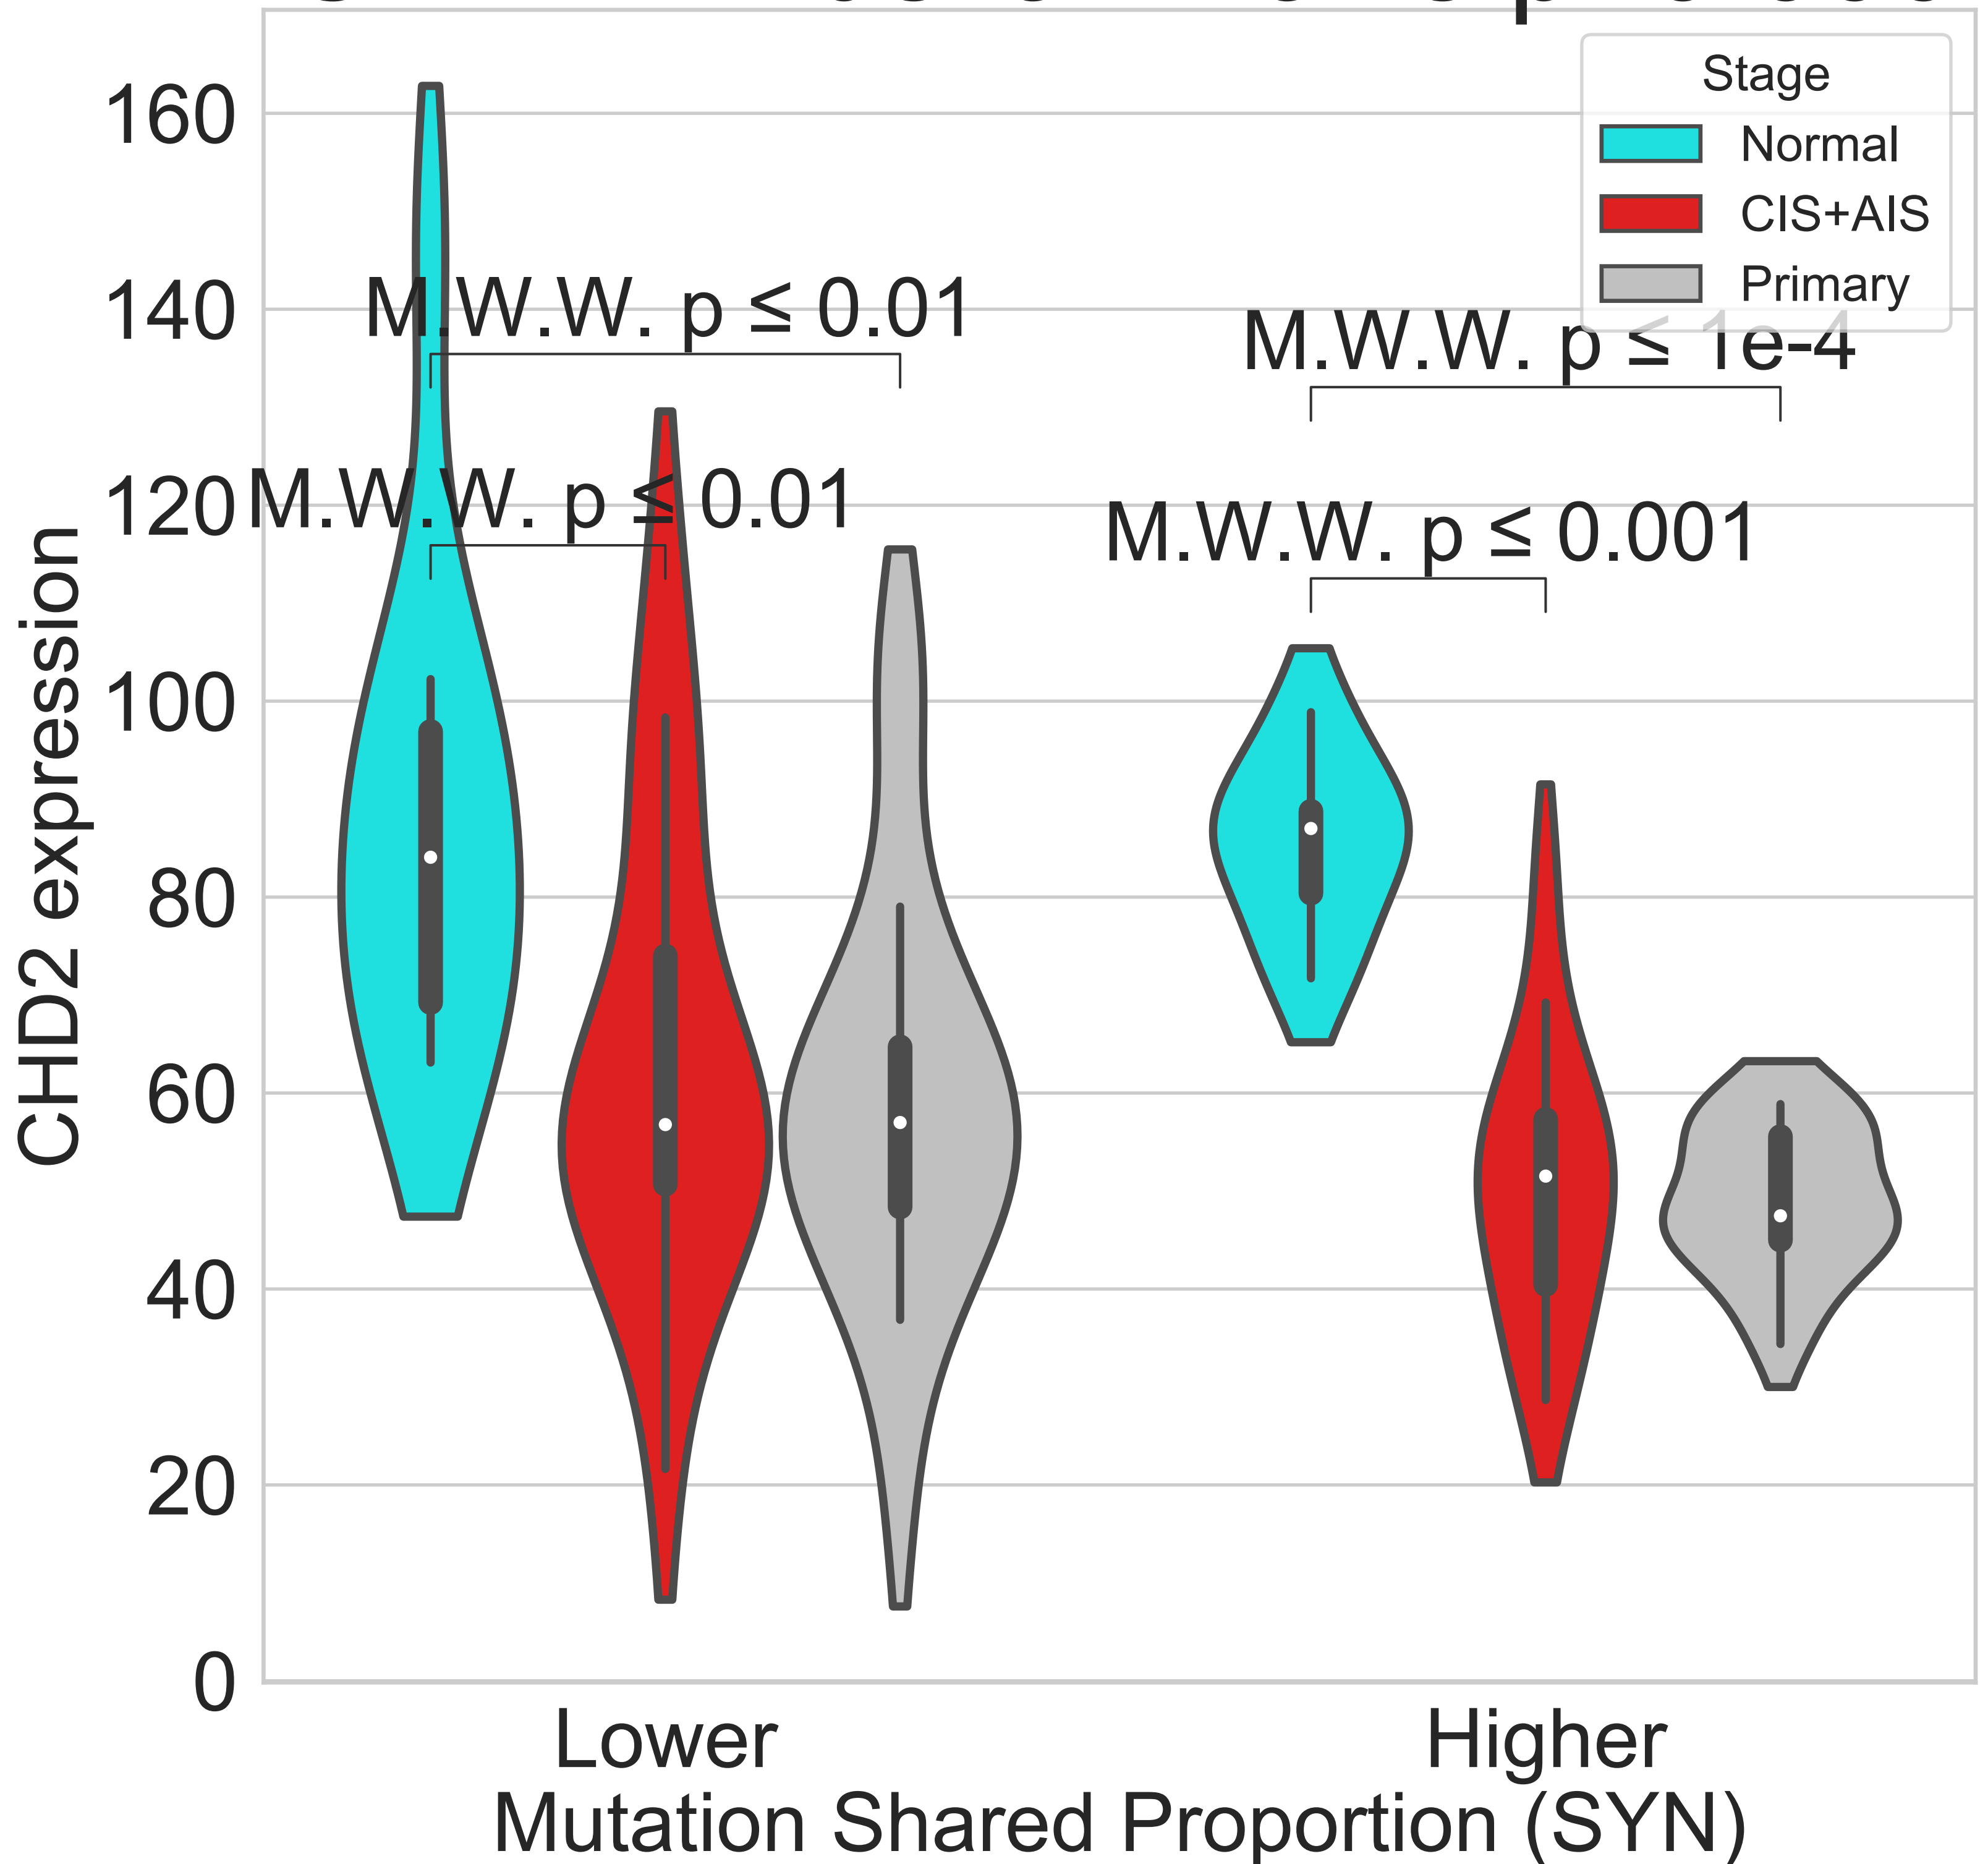 Stage
Normal
CIS+AIS
Primary
160
140
120
100
80
60
40
20
0
CHD2 expression
M.W.W. p ≤ 0.01
M.W.W. p ≤ 1e-4
M.W.W. p ≤ 0.01
M.W.W. p ≤ 0.001
Lower
Higher
Mutation Shared Proportion (SYN)